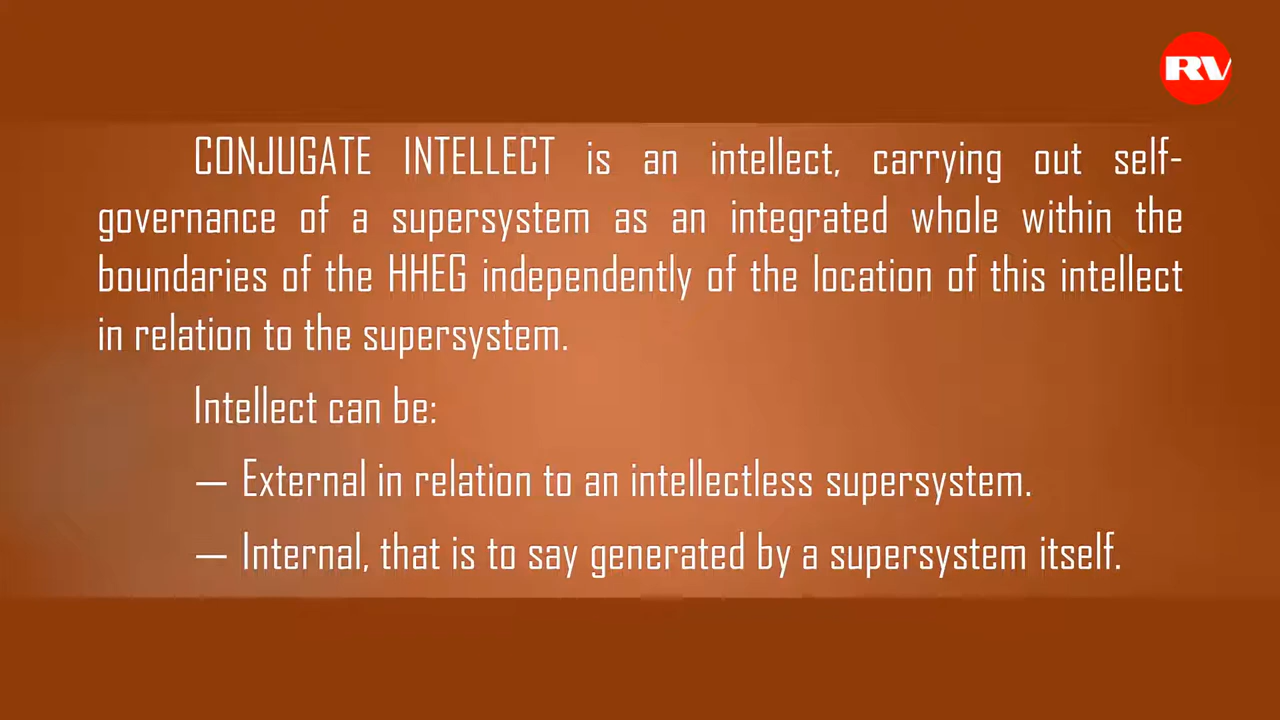 RV
CONJUGATE INTELLECT is an intellect, carrying out self-
governance of a supersystem as an integrated whole within the
boundaries of the HHEG independently of the location of this intellect
in relation to the supersystem.
Intellect can be:
— External in relation to an intellectless supersystem.
— Internal, that is to say generated by a supersystem itself.